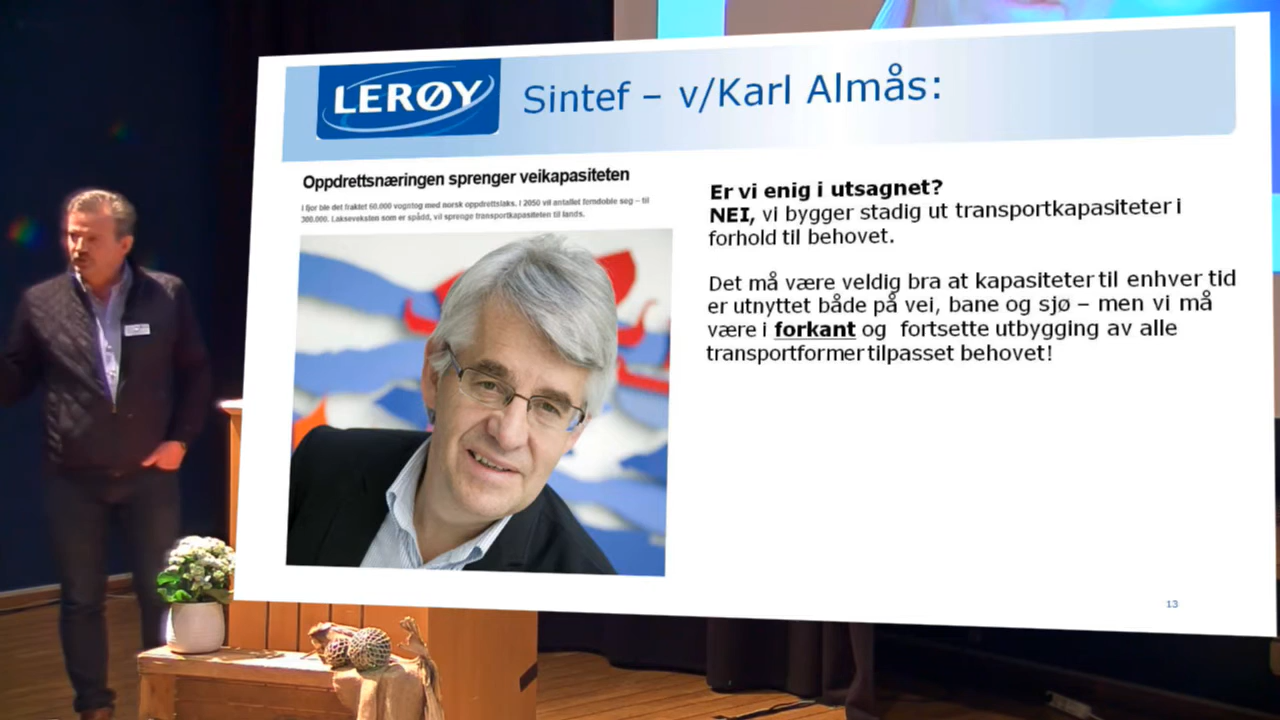 LERØY
Sintef – v/Karl Almås:
Oppdrettsnæringen sprenger veikapasiteten
I fjor ble det fraktet 60.000 vogntog med norsk oppdrettslaks. I 2050 vil antallet femdoble seg – til
300.000. Lakseveksten som er spådd, vil sprenge transportkapasiteten til lands.
Er vi enig i utsagnet?
NEI, vi bygger stadig ut transportkapasiteter i
forhold til behovet.
Det må være veldig bra at kapasiteter til enhver tid
er utnyttet både på vei, bane og sjø – men vi må
være i forkant og fortsette utbygging av alle
transportformer tilpasset behovet!
13